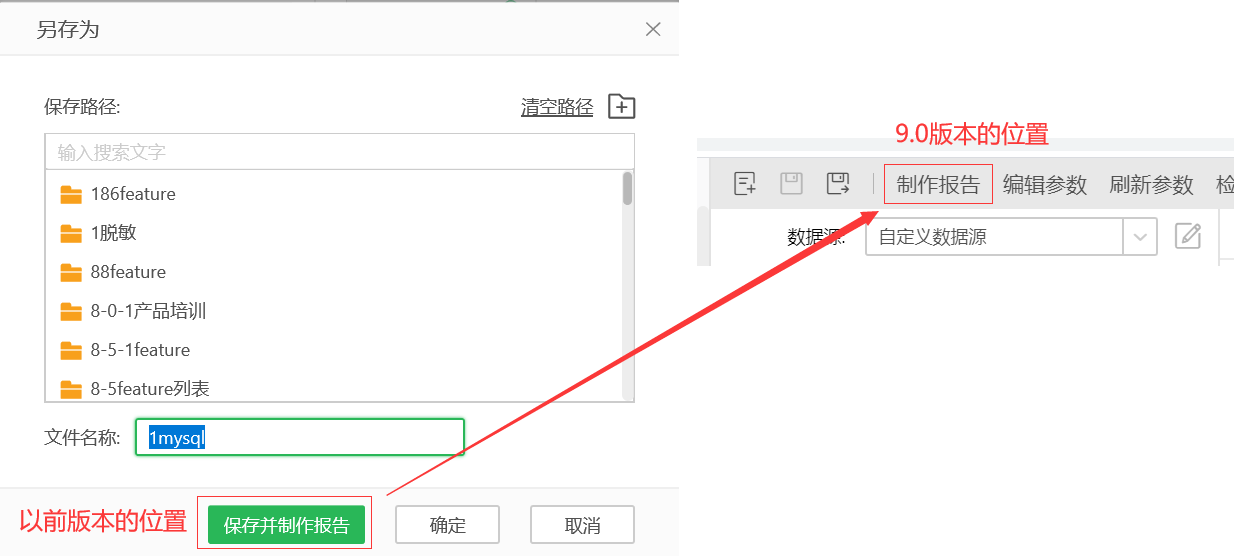 另存为
保存路径:
清空路径
输入搜索文字
186feature
1脱敏
88feature
8-0-1产品培训
8-5-1feature
8-5feature列表
文件名称:
1mysql
以前版本的位置
保存并制作报告
确定
取消
9.0版本的位置
制作报告
编辑参数
刷新参数
检
数据源:
自定义数据源